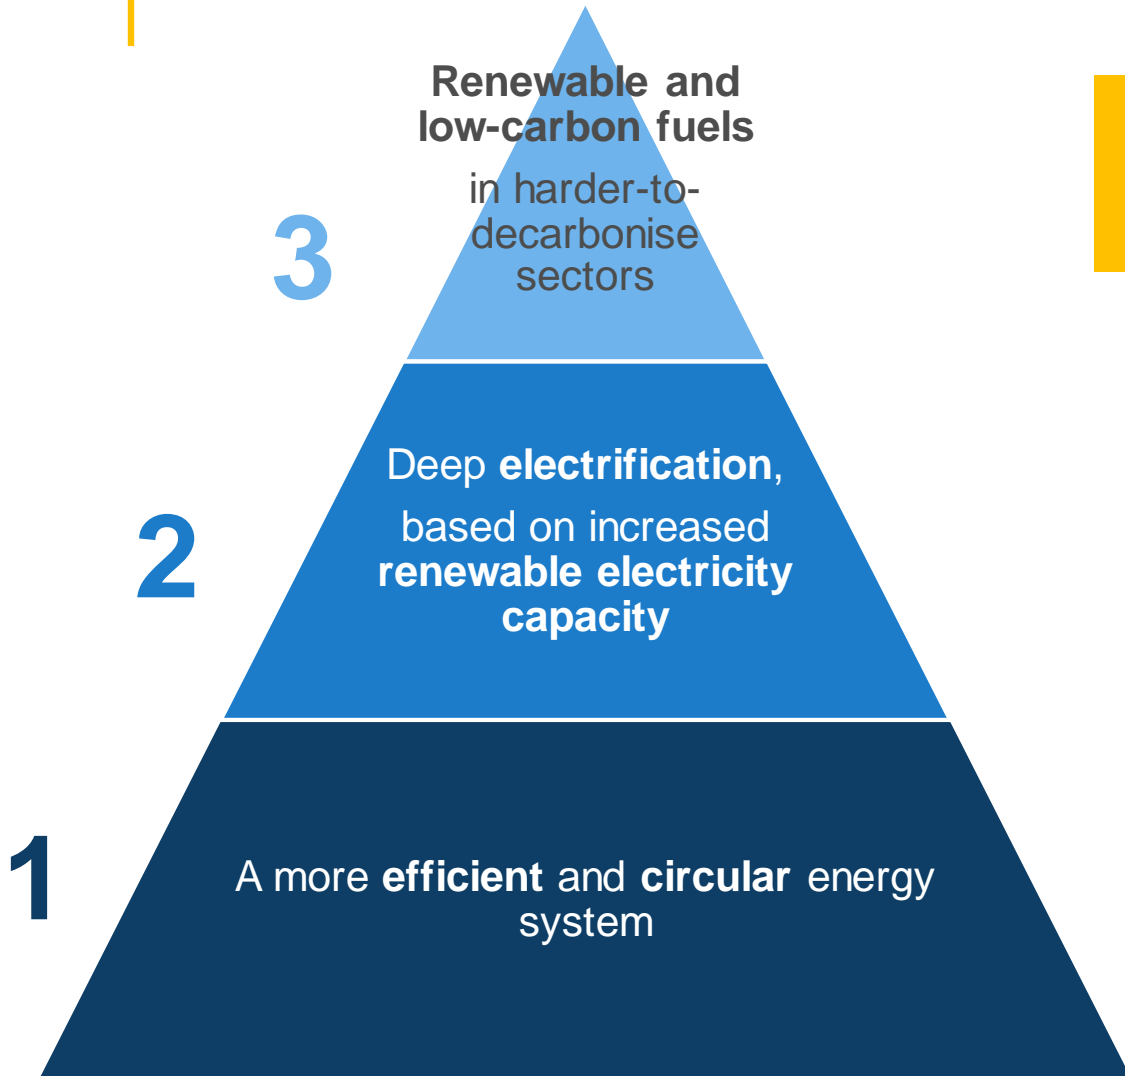 Renewable and
low-carbon fuels
in harder-to-
decarbonise
sectors
3
Deep electrification,
based on increased
renewable electricity
capacity
2
A more efficient and circular energy
system
1